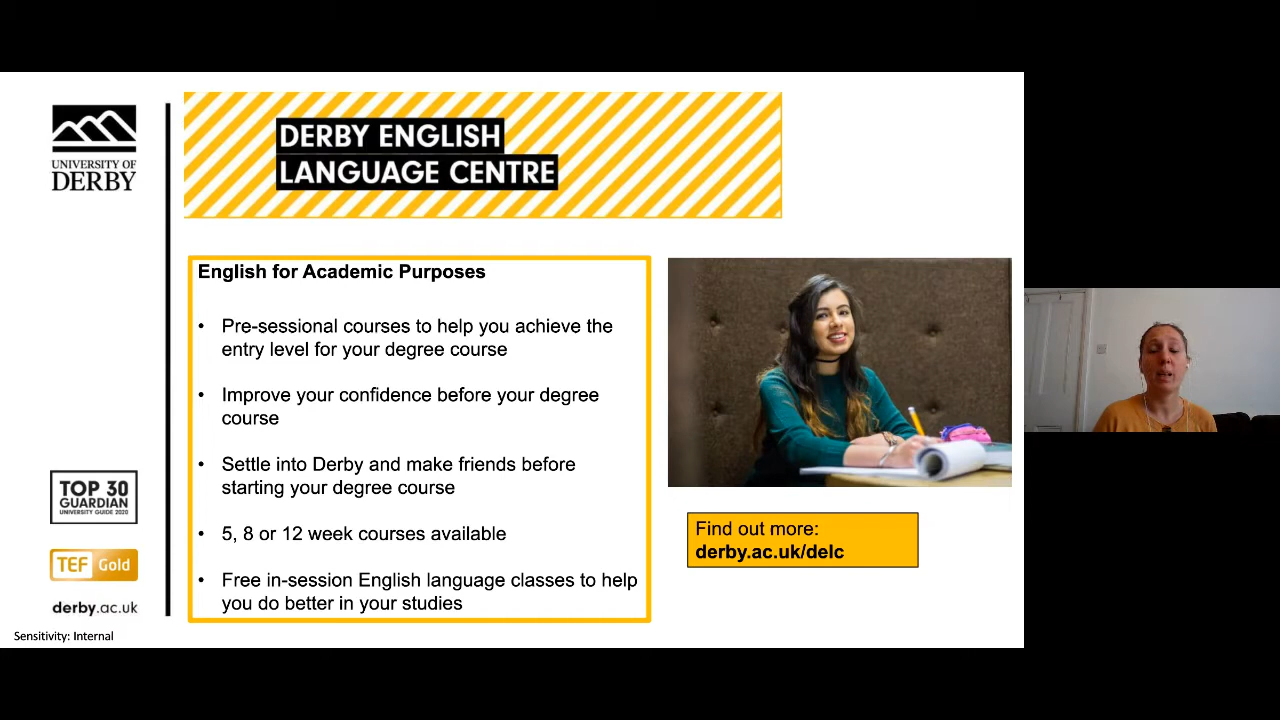 UNIVERSITY OF
DERBY
DERBY ENGLISH
LANGUAGE CENTRE
English for Academic Purposes
• Pre-sessional courses to help you achieve the
entry level for your degree course
• Improve your confidence before your degree
course
• Settle into Derby and make friends before
starting your degree course
• 5, 8 or 12 week courses available
• Free in-session English language classes to help
you do better in your studies
Find out more:
derby.ac.uk/delc
TOP 30
GUARDIAN
UNIVERSITY GUIDE 2020
TEF Gold
derby.ac.uk
Sensitivity: Internal